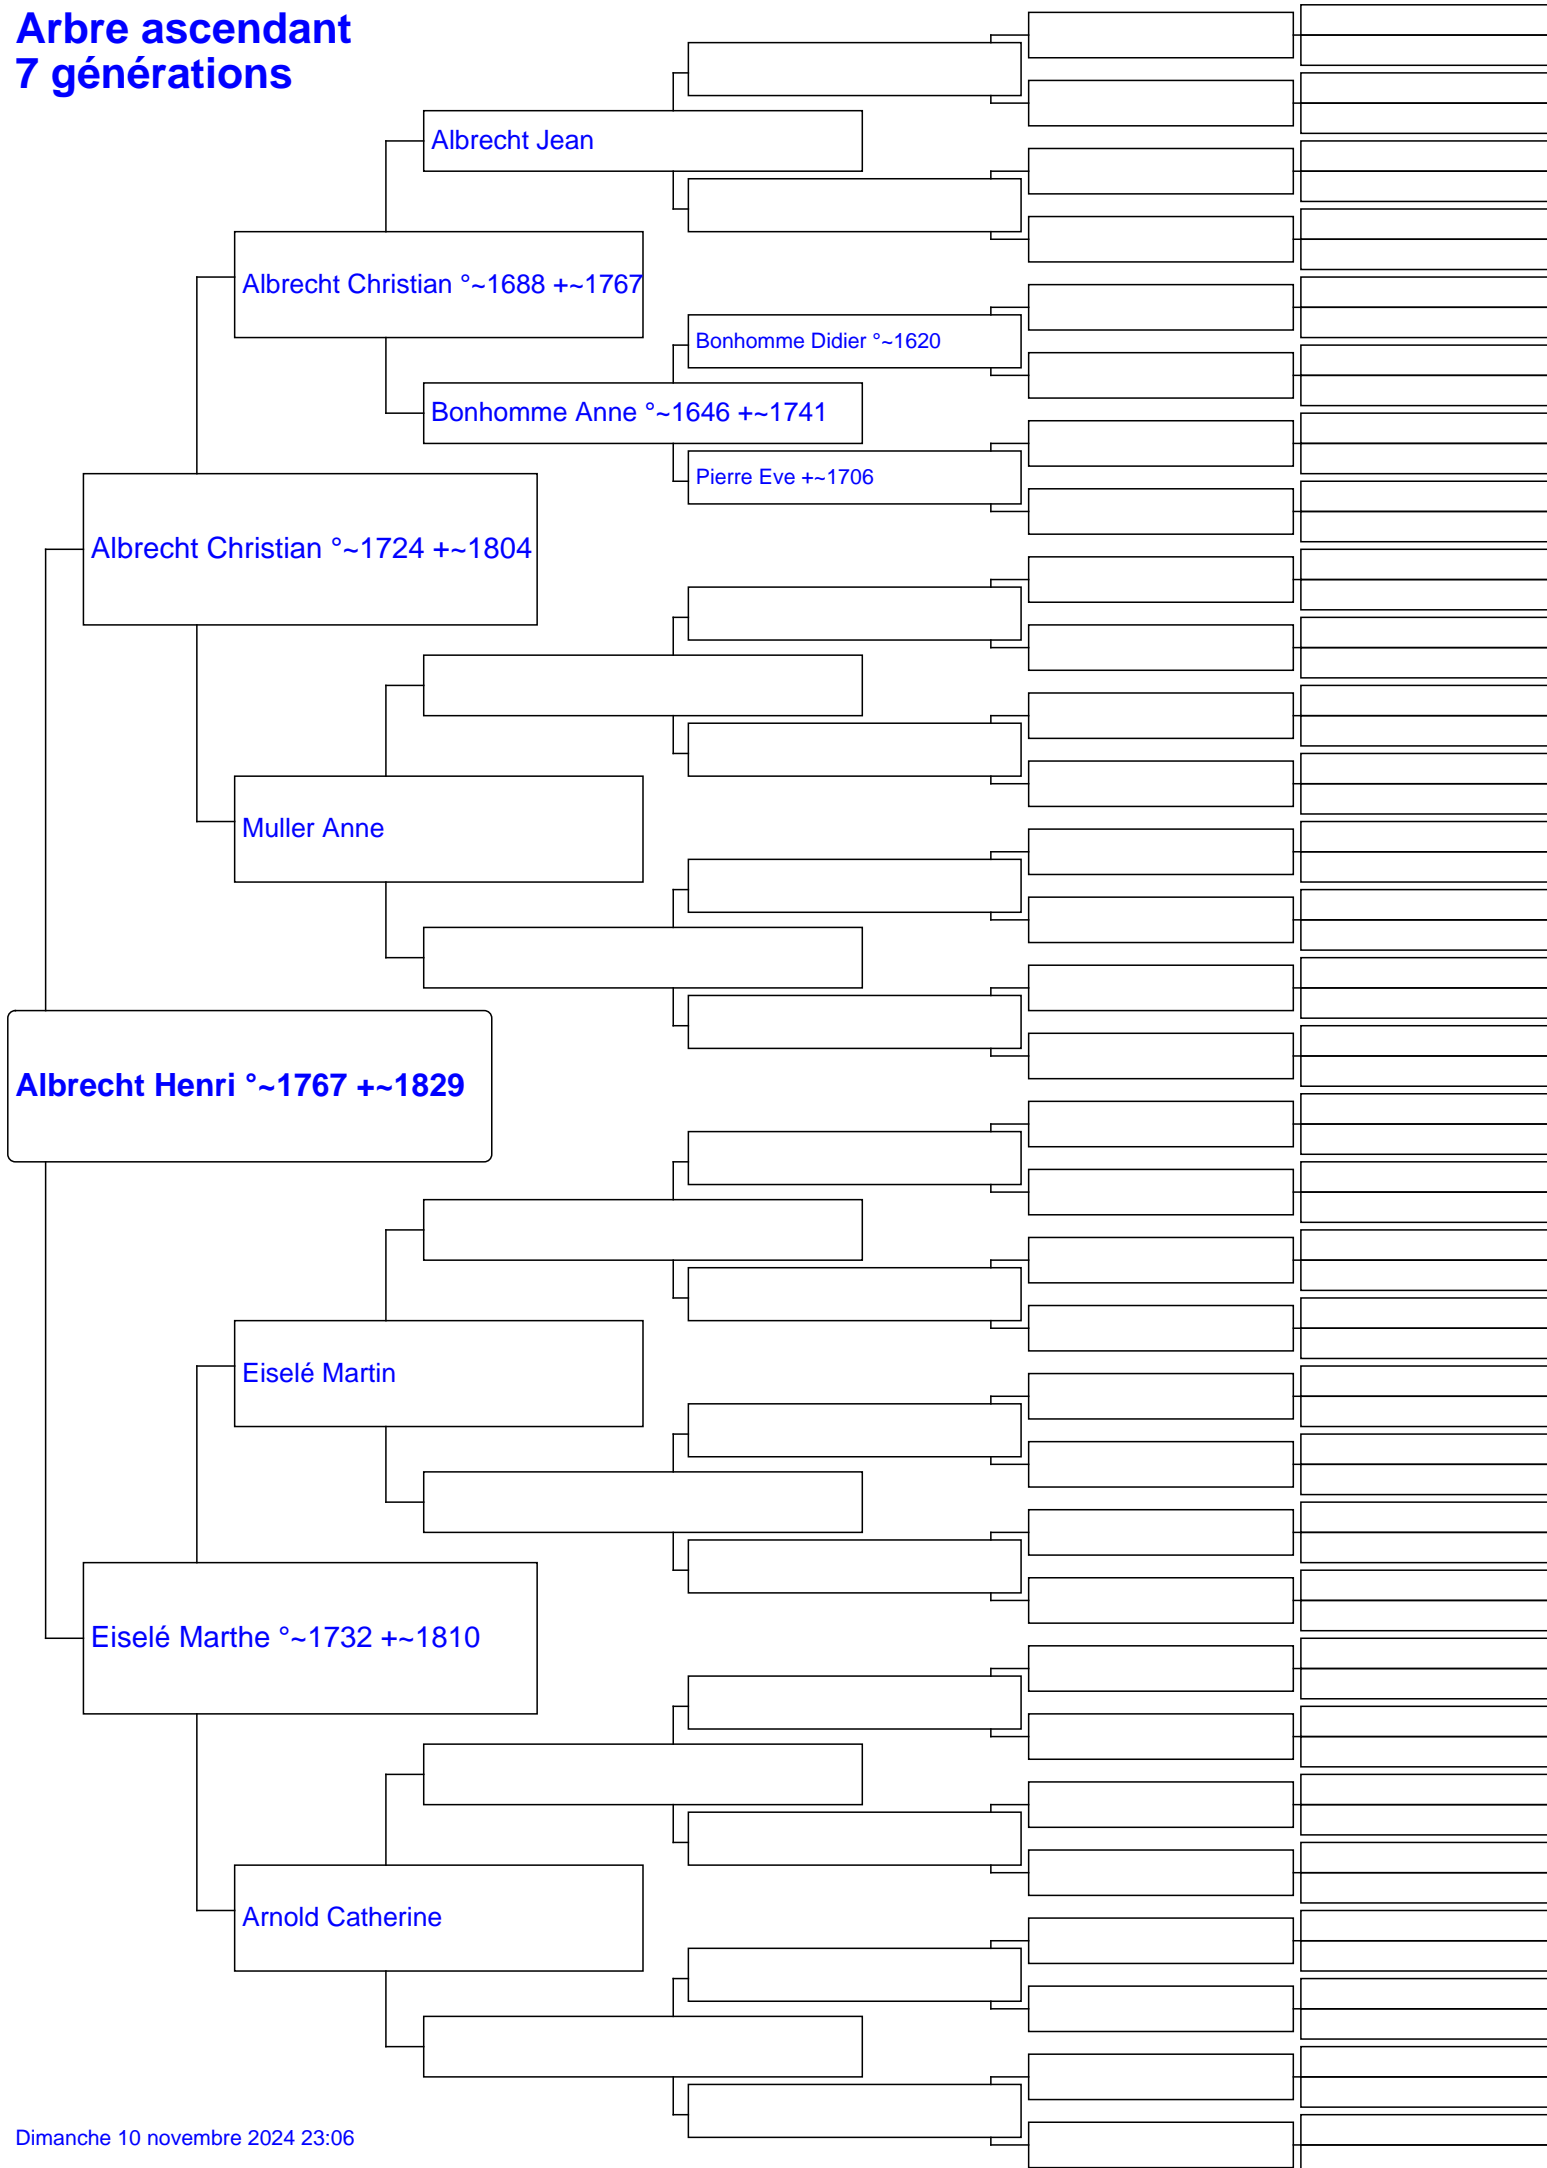 Arbre ascendant
7 générations
Albrecht Jean
Albrecht Christian °~1688 +~1767
Bonhomme Didier °~1620
Bonhomme Anne °~1646 +~1741
Pierre Eve +~1706
Albrecht Christian °~1724 +~1804
Muller Anne
Albrecht Henri °~1767 +~1829
Eiselé Martin
Eiselé Marthe °~1732 +~1810
Arnold Catherine
Dimanche 10 novembre 2024 23:06